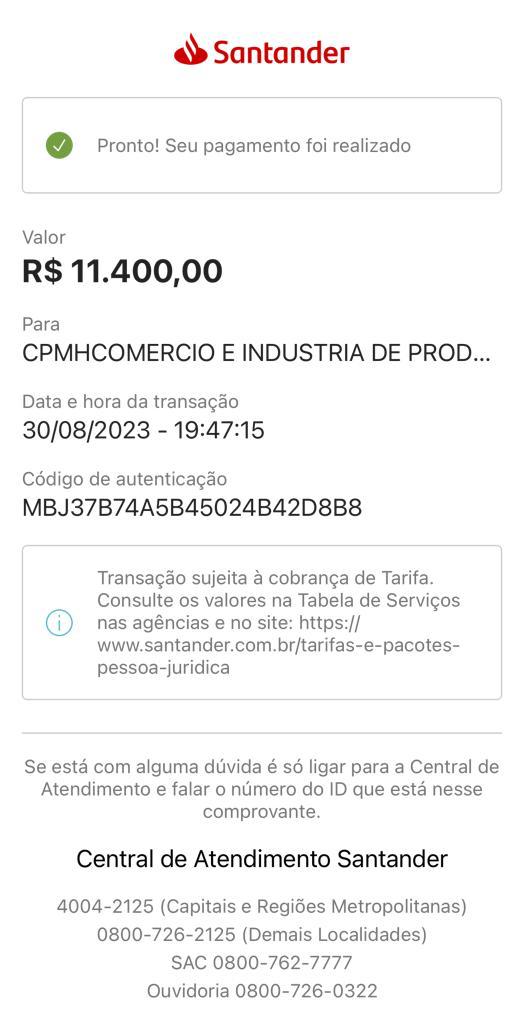 Santander
Pronto! Seu pagamento foi realizado
Valor
R$ 11.400,00
Para
CPMHCOMERCIO E INDUSTRIA DE PROD...
Data e hora da transação
30/08/2023 - 19:47:15
Código de autenticação
MBJ37B74A5B45024B42D8B8
Transação sujeita à cobrança de Tarifa.
Consulte os valores na Tabela de Serviços
nas agências e no site: https://
www.santander.com.br/tarifas-e-pacotes-
pessoa-juridica
Se está com alguma dúvida é só ligar para a Central de
Atendimento e falar o número do ID que está nesse
comprovante.
Central de Atendimento Santander
4004-2125 (Capitais e Regiões Metropolitanas)
0800-726-2125 (Demais Localidades)
SAC 0800-762-7777
Ouvidoria 0800-726-0322